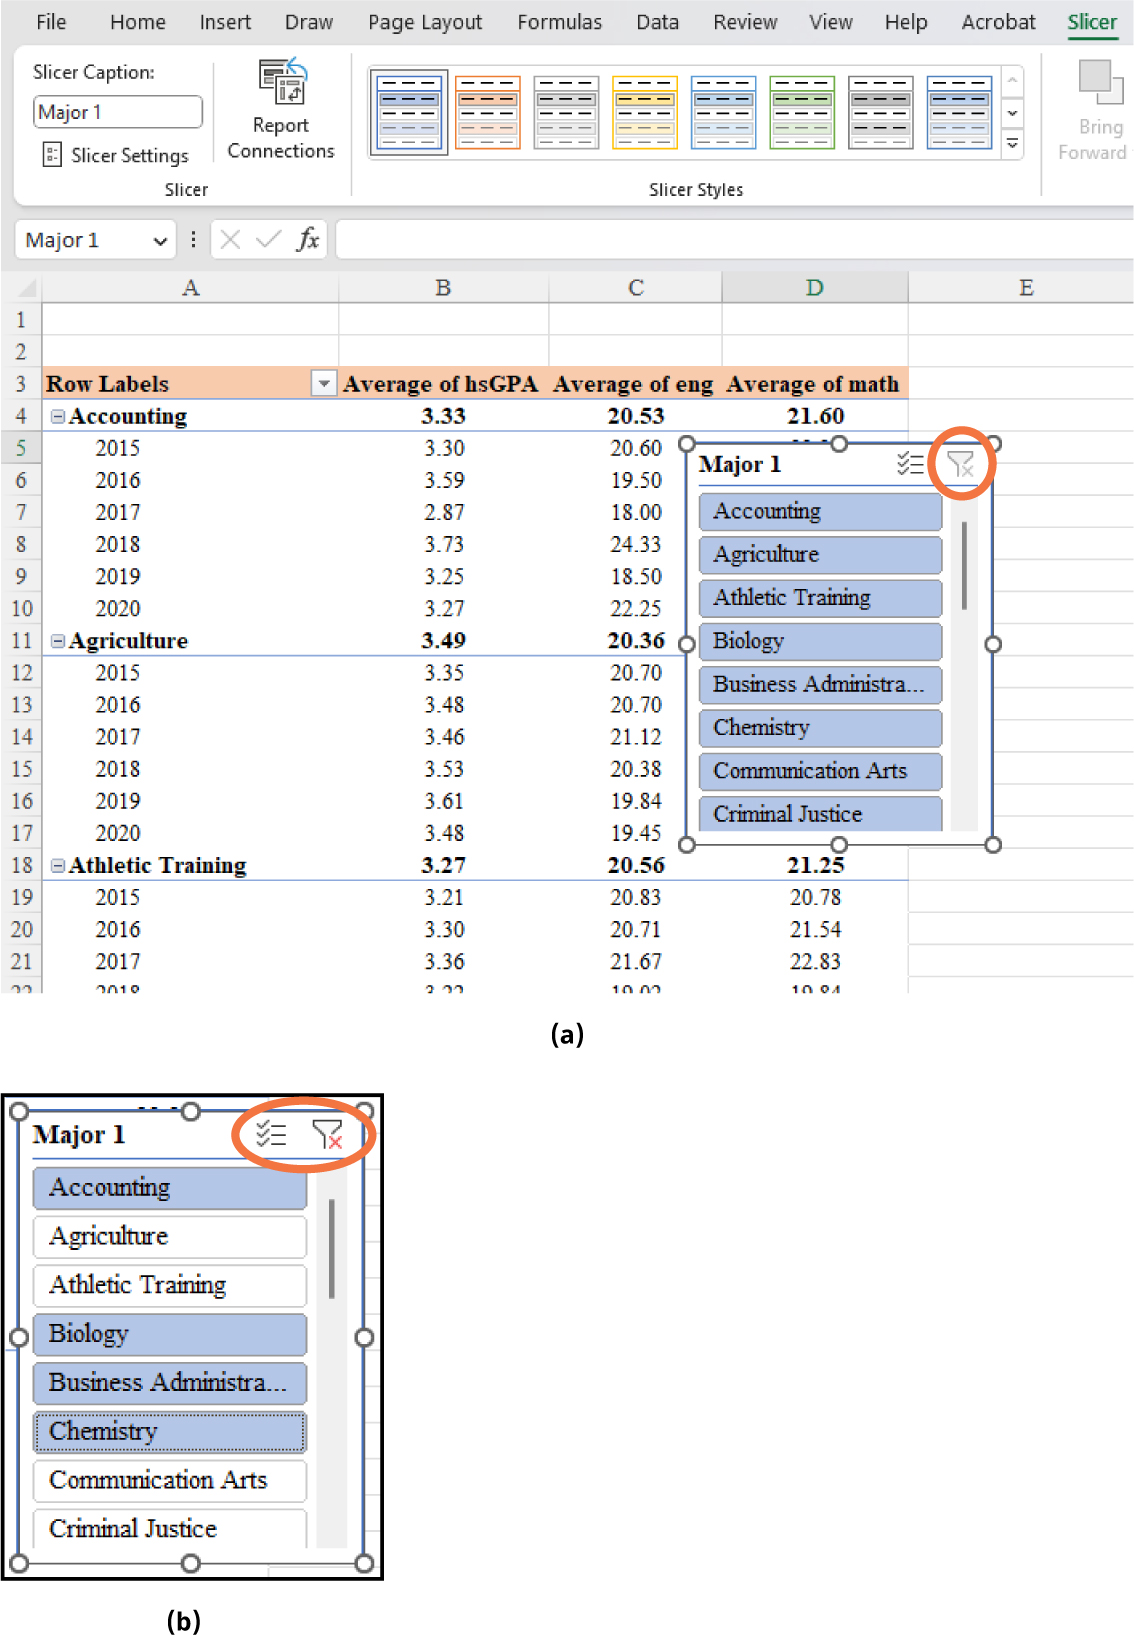 File Home Insert Draw Page Layout Formulas Data Review View Help Acrobat Slicer
Slicer Caption:
Major 1
Slicer Settings
Report
Connections
Bring
Forward
Slicer
Slicer Styles
Major 1 fx
A B C D E
1
2
3 Row Labels Average of hsGPA Average of eng Average of math
4 Accounting 3.33 20.53 21.60
5 2015 3.30 20.60
6 2016 3.59 19.50
7 2017 2.87 18.00
8 2018 3.73 24.33
9 2019 3.25 18.50
10 2020 3.27 22.25
11 Agriculture 3.49 20.36
12 2015 3.35 20.70
13 2016 3.48 20.70
14 2017 3.46 21.12
15 2018 3.53 20.38
16 2019 3.61 19.84
17 2020 3.48 19.45
18 Athletic Training 3.27 20.56 21.25
19 2015 3.21 20.83 20.78
20 2016 3.30 20.71 21.54
21 2017 3.36 21.67 22.83
22 2018 3.22 19.02 19.84
Major 1
Accounting
Agriculture
Athletic Training
Biology
Business Administra...
Chemistry
Communication Arts
Criminal Justice
(a)
Major 1
Accounting
Agriculture
Athletic Training
Biology
Business Administra...
Chemistry
Communication Arts
Criminal Justice
(b)